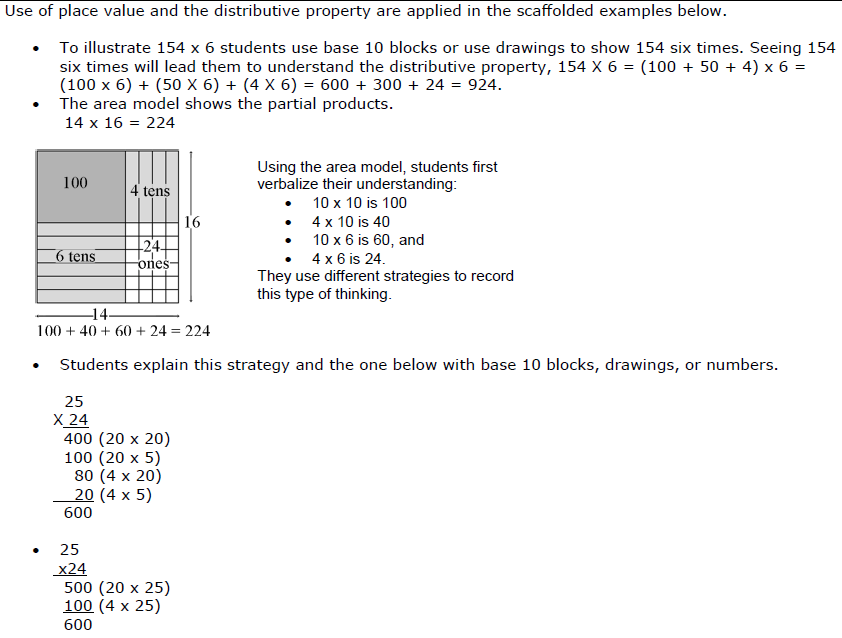 Use of place value and the distributive property are applied in the scaffolded examples below.
• To illustrate 154 x 6 students use base 10 blocks or use drawings to show 154 six times. Seeing 154
six times will lead them to understand the distributive property, 154 X 6 = (100 + 50 + 4) x 6 =
(100 x 6) + (50 X 6) + (4 X 6) = 600 + 300 + 24 = 924.
• The area model shows the partial products.
14 x 16 = 224
100
4 tens
16
6 tens
24
ones
14
100 + 40 + 60 + 24 = 224
Using the area model, students first
verbalize their understanding:
• 10 x 10 is 100
• 4 x 10 is 40
• 10 x 6 is 60, and
• 4 x 6 is 24.
They use different strategies to record
this type of thinking.
• Students explain this strategy and the one below with base 10 blocks, drawings, or numbers.
25
X 24
400 (20 x 20)
100 (20 x 5)
80 (4 x 20)
20 (4 x 5)
600
• 25
x24
500 (20 x 25)
100 (4 x 25)
600